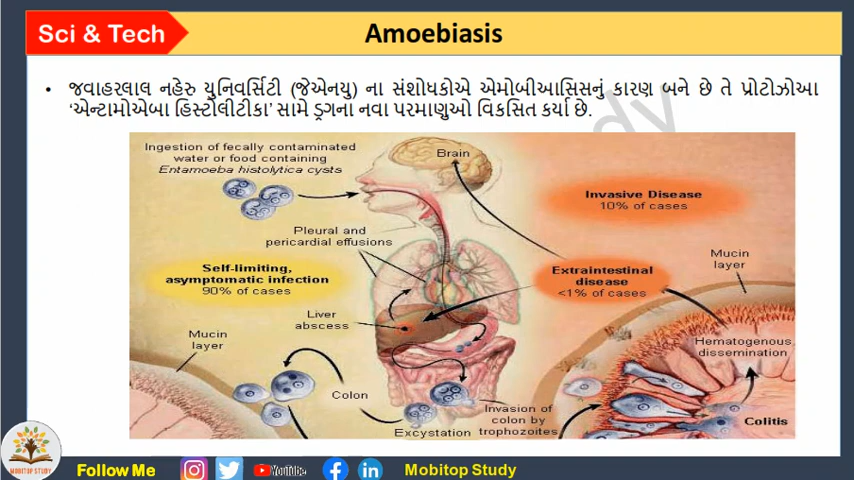 Sci & Tech
Amoebiasis
• જવાહરલાલ નહેરુ યુનિવર્સિટી (જેએનયુ) ના સંશોધકોએ એમોબીઆસિસનું કારણ બને છે તે પ્રોટોઝોઆ
‘એન્ટામોએબા હિસ્ટોલીટીકા’ સામે ડ્રગના નવા પરમાણુઓ વિકસિત કર્યા છે.
Ingestion of fecally contaminated
water or food containing
Entamoeba histolytica cysts
Brain
Invasive Disease
10% of cases
Pleural and
pericardial effusions
Self-limiting,
asymptomatic infection
90% of cases
Extraintestinal
disease
<1% of cases
Mucin
layer
Liver
abscess
Mucin
layer
Hematogenous
dissemination
Colon
Invasion of
colon by
trophozoites
Excystation
Colitis
MOBITOP STUDY
Follow Me
YouTube
Mobitop Study